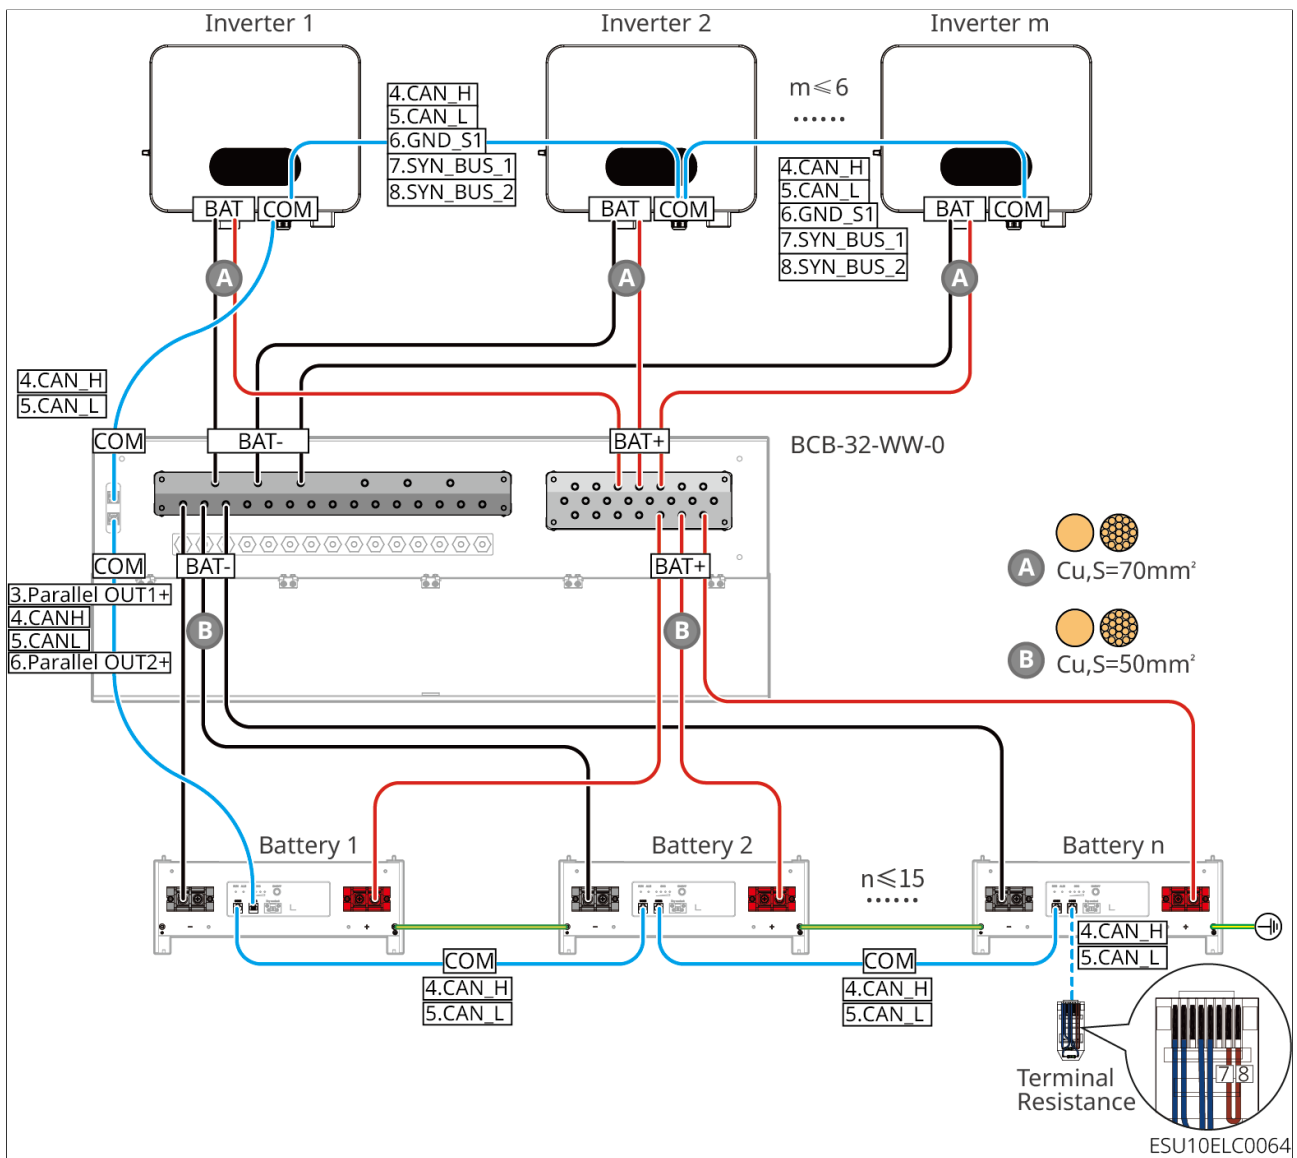 Inverter 1
Inverter 2
Inverter m
4.CAN_H
5.CAN_L
6.GND_S1
7.SYN_BUS_1
8.SYN_BUS_2
m≤6
......
4.CAN_H
5.CAN_L
6.GND_S1
7.SYN_BUS_1
8.SYN_BUS_2
BAT
COM
BAT
COM
BAT
COM
A
A
A
4.CAN_H
5.CAN_L
COM
BAT-
BAT+
BCB-32-WW-0
COM
BAT-
BAT+
3.Parallel OUT1+
4.CANH
5.CANL
6.Parallel OUT2+
B
B
A
Cu,S=70mm²
B
Cu,S=50mm²
Battery 1
Battery 2
Battery n
n≤15
......
-
+
-
+
-
+
COM
4.CAN_H
5.CAN_L
COM
4.CAN_H
5.CAN_L
4.CAN_H
5.CAN_L
Terminal
Resistance
7 8
ESU10ELC0064